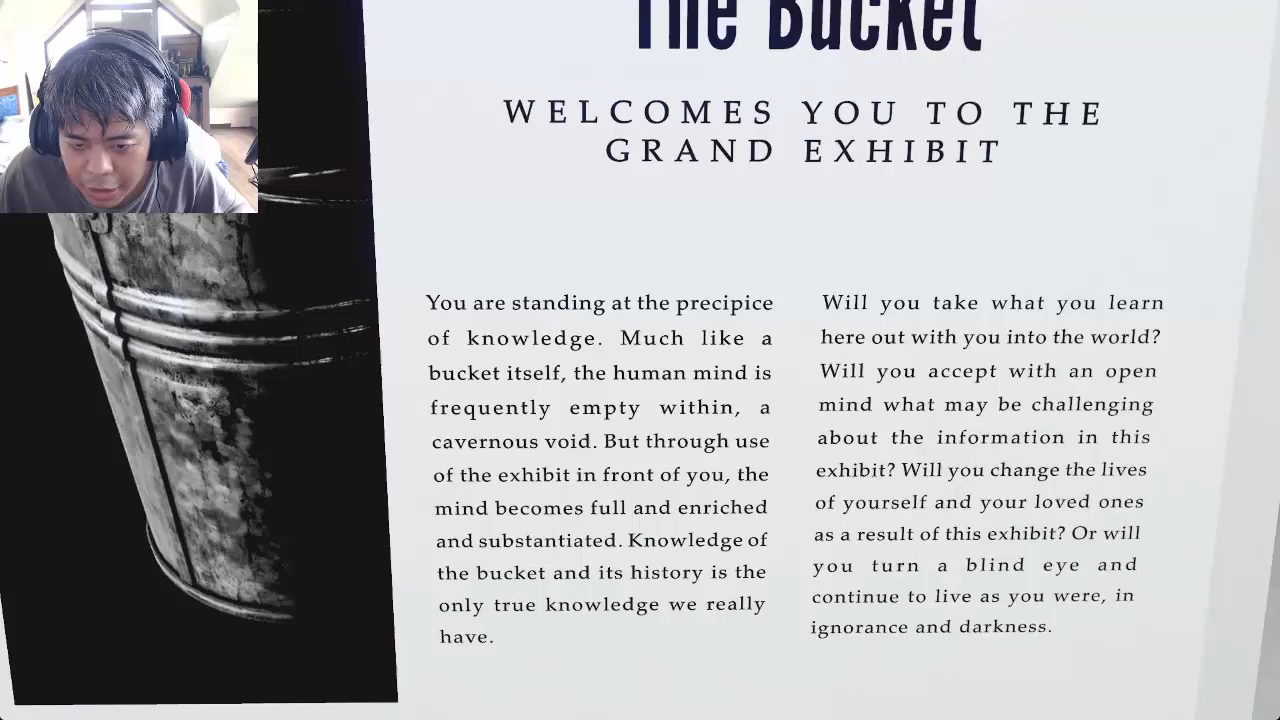 The Bucket
WELCOMES YOU TO THE
GRAND EXHIBIT
You are standing at the precipice
of knowledge. Much like a
bucket itself, the human mind is
frequently empty within, a
cavernous void. But through use
of the exhibit in front of you, the
mind becomes full and enriched
and substantiated. Knowledge of
the bucket and its history is the
only true knowledge we really
have.
Will you take what you learn
here out with you into the world?
Will you accept with an open
mind what may be challenging
about the information in this
exhibit? Will you change the lives
of yourself and your loved ones
as a result of this exhibit? Or will
you turn a blind eye and
continue to live as you were, in
ignorance and darkness.